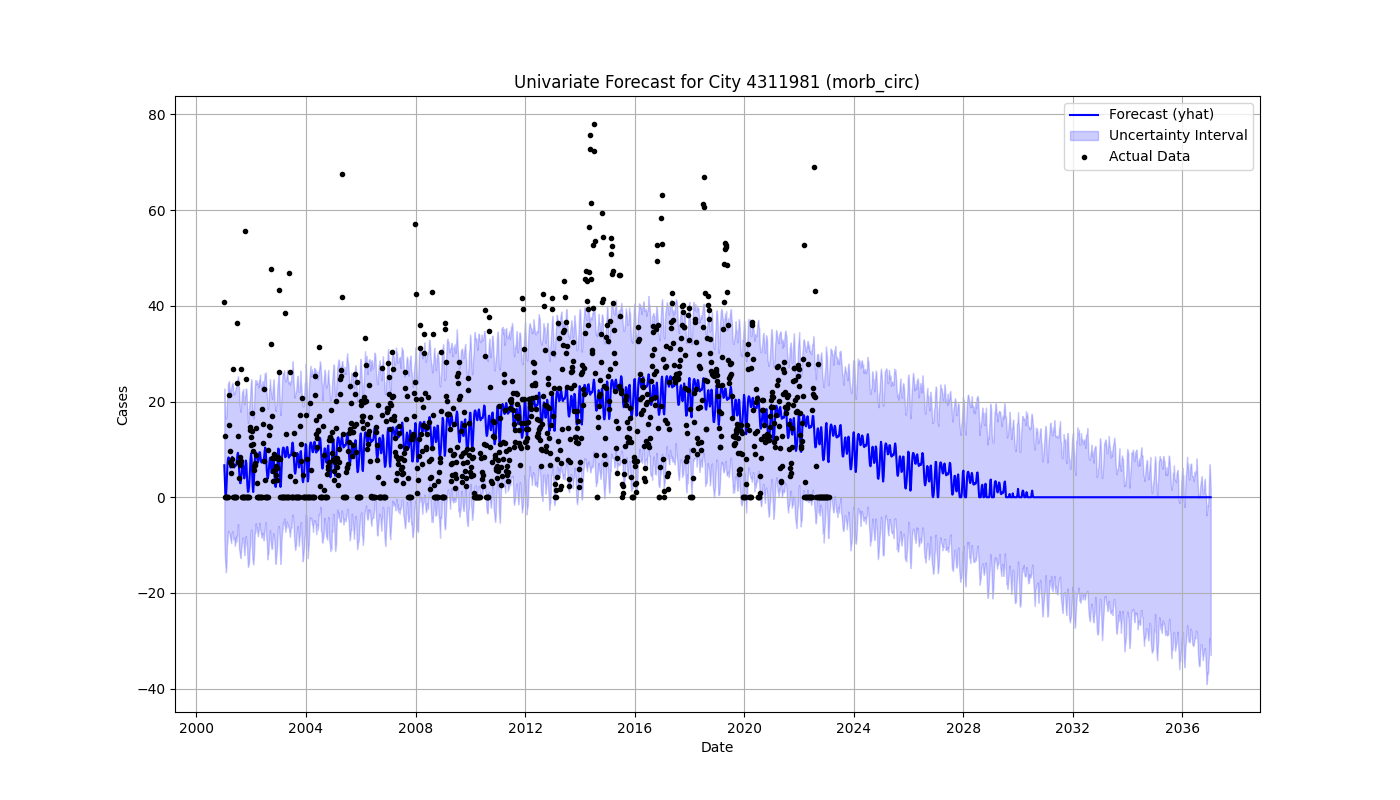 Univariate Forecast for City 4311981 (morb_circ)
Forecast (yhat)
Uncertainty Interval
Actual Data
Cases
80
60
40
20
0
−20
−40
2000 2004 2008 2012 2016 2020 2024 2028 2032 2036
Date